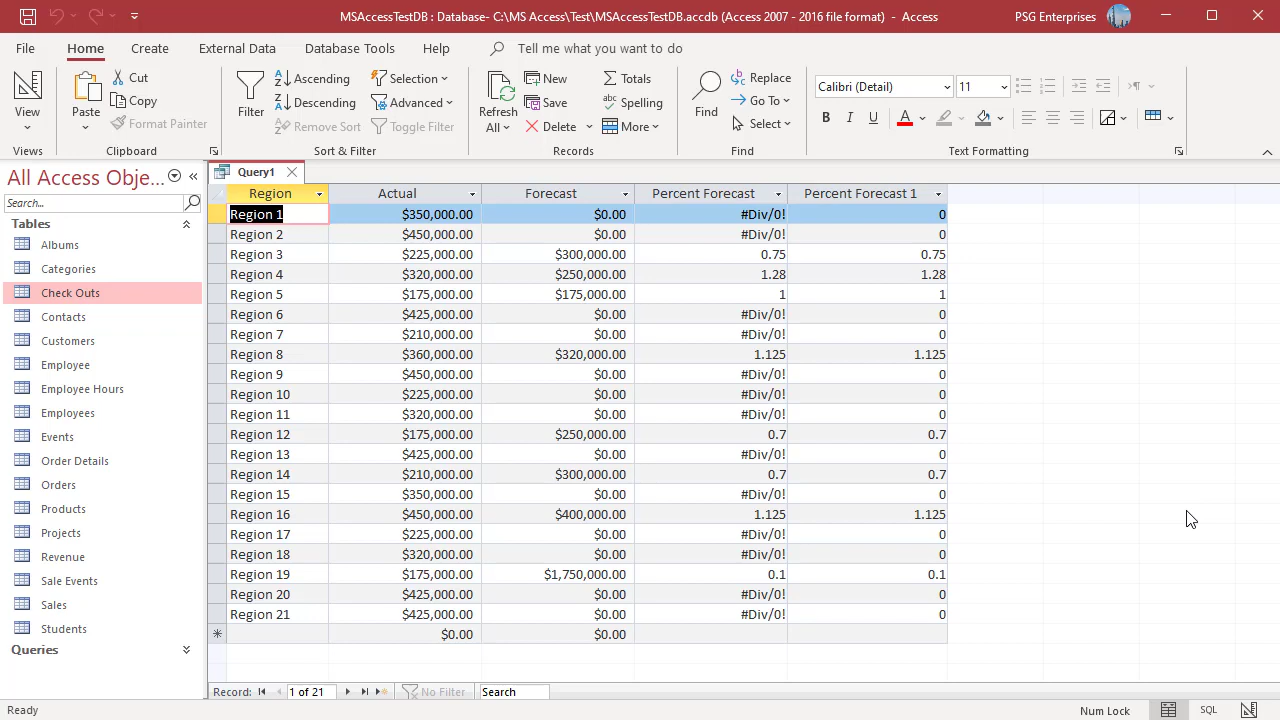 MSAccessTestDB : Database- C:\MS Access\Test\MSAccessTestDB.accdb (Access 2007 - 2016 file format) - Access
PSG Enterprises
File Home Create External Data Database Tools Help Tell me what you want to do
View
Views
Paste
Cut
Copy
Format Painter
Clipboard
Filter
Ascending
Descending
Remove Sort
Selection
Advanced
Toggle Filter
Sort & Filter
Refresh
All
New
Save
Delete
Totals
Spelling
More
Records
Find
Replace
Go To
Select
Find
Calibri (Detail) 11
B I U A
Text Formatting
All Access Obje...
Search...
Tables
Albums
Categories
Check Outs
Contacts
Customers
Employee
Employee Hours
Employees
Events
Order Details
Orders
Products
Projects
Revenue
Sale Events
Sales
Students
Queries
Query1
Region Actual Forecast Percent Forecast Percent Forecast 1
Region 1 $350,000.00 $0.00 #Div/0! 0
Region 2 $450,000.00 $0.00 #Div/0! 0
Region 3 $225,000.00 $300,000.00 0.75 0.75
Region 4 $320,000.00 $250,000.00 1.28 1.28
Region 5 $175,000.00 $175,000.00 1 1
Region 6 $425,000.00 $0.00 #Div/0! 0
Region 7 $210,000.00 $0.00 #Div/0! 0
Region 8 $360,000.00 $320,000.00 1.125 1.125
Region 9 $450,000.00 $0.00 #Div/0! 0
Region 10 $225,000.00 $0.00 #Div/0! 0
Region 11 $320,000.00 $0.00 #Div/0! 0
Region 12 $175,000.00 $250,000.00 0.7 0.7
Region 13 $425,000.00 $0.00 #Div/0! 0
Region 14 $210,000.00 $300,000.00 0.7 0.7
Region 15 $350,000.00 $0.00 #Div/0! 0
Region 16 $450,000.00 $400,000.00 1.125 1.125
Region 17 $225,000.00 $0.00 #Div/0! 0
Region 18 $320,000.00 $0.00 #Div/0! 0
Region 19 $175,000.00 $1,750,000.00 0.1 0.1
Region 20 $425,000.00 $0.00 #Div/0! 0
Region 21 $425,000.00 $0.00 #Div/0! 0
$0.00 $0.00
Record: 1 of 21 No Filter Search
Ready
Num Lock
SQL